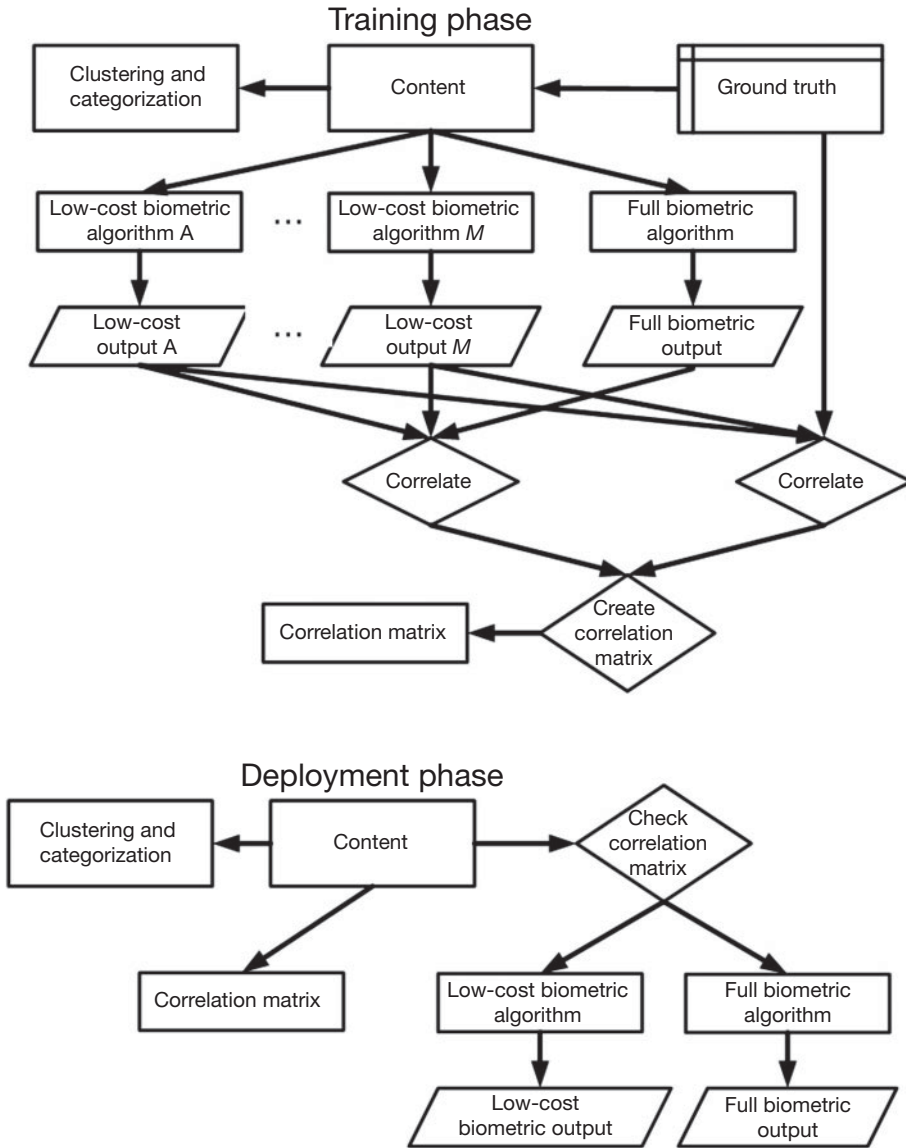 Training phase
Clustering and
categorization
Content
Ground truth
Low-cost biometric
algorithm A
...
Low-cost biometric
algorithm M
Full biometric
algorithm
Low-cost
output A
...
Low-cost
output M
Full biometric
output
Correlate
Correlate
Create
correlation
matrix
Correlation matrix
Deployment phase
Clustering and
categorization
Content
Check
correlation
matrix
Correlation matrix
Low-cost biometric
algorithm
Full biometric
algorithm
Low-cost
biometric output
Full biometric
output